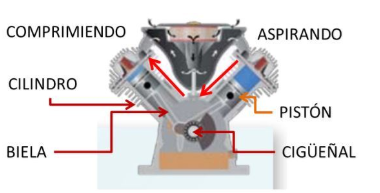 COMPRIMIENDO
ASPIRANDO
CILINDRO
PISTÓN
BIELA
CIGÜEÑAL